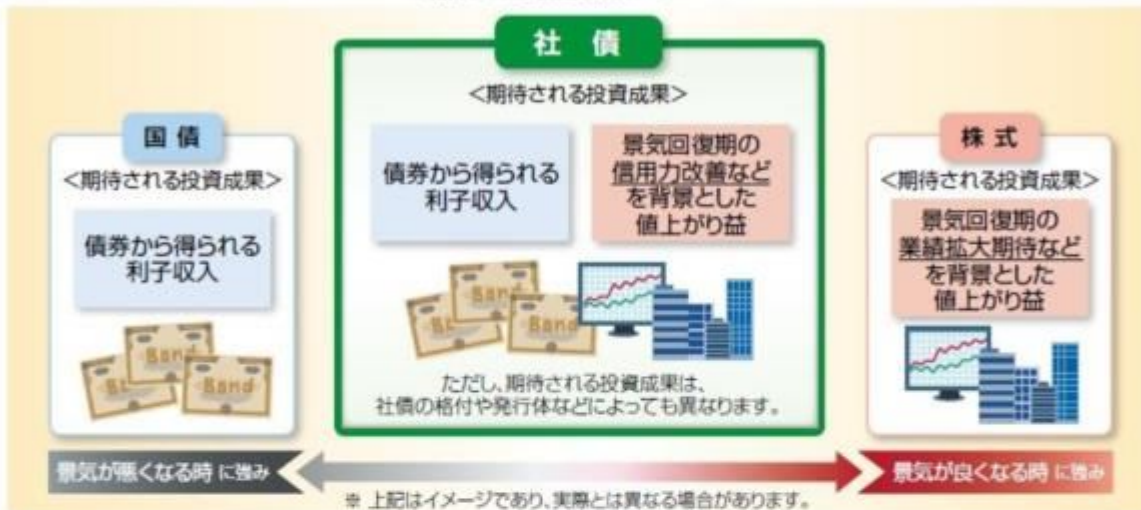 社 債
<期待される投資成果>
債券から得られる
利子収入
景気回復期の
信用力改善など
を背景とした
値上がり益
Band
Band
Band
ただし、期待される投資成果は、
社債の格付や発行体などによっても異なります。
国 債
<期待される投資成果>
債券から得られる
利子収入
Band
Band
Band
株 式
<期待される投資成果>
景気回復期の
業績拡大期待など
を背景とした
値上がり益
景気が悪くなる時 に強み
景気が良くなる時 に強み
※ 上記はイメージであり、実際とは異なる場合があります。